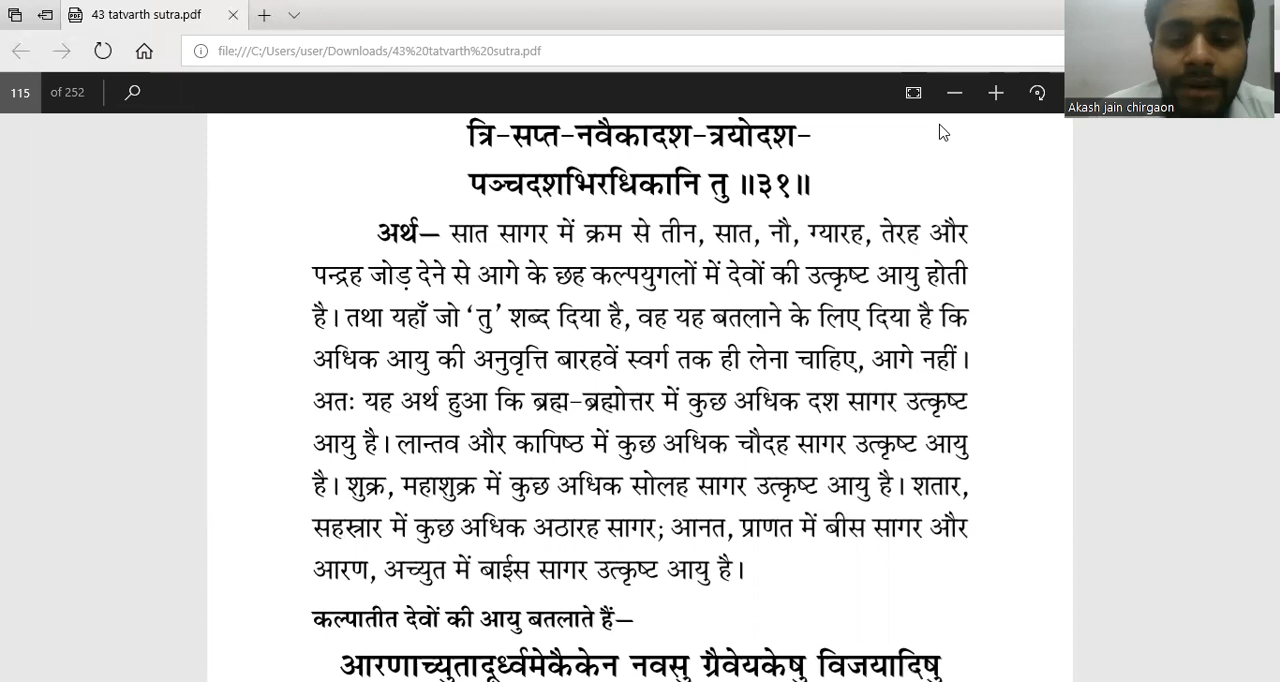 43 tatvarth sutra.pdf
file:///C:/Users/user/Downloads/43%20tatvarth%20sutra.pdf
115 of 252
Akash jain chirgaon
त्रि-सप्त-नवैकादश-त्रयोदश-
पञ्चदशभिरधिकानि तु ॥३१॥
अर्थ— सात सागर में क्रम से तीन, सात, नौ, ग्यारह, तेरह और
पन्द्रह जोड़ देने से आगे के छह कल्पयुगलों में देवों की उत्कृष्ट आयु होती
है। तथा यहाँ जो ‘तु’ शब्द दिया है, वह यह बतलाने के लिए दिया है कि
अधिक आयु की अनुवृत्ति बारहवें स्वर्ग तक ही लेना चाहिए, आगे नहीं।
अतः यह अर्थ हुआ कि ब्रह्म-ब्रह्मोत्तर में कुछ अधिक दश सागर उत्कृष्ट
आयु है। लान्तव और कापिष्ठ में कुछ अधिक चौदह सागर उत्कृष्ट आयु
है। शुक्र, महाशुक्र में कुछ अधिक सोलह सागर उत्कृष्ट आयु है। शतार,
सहस्रार में कुछ अधिक अठारह सागर; आनत, प्राणत में बीस सागर और
आरण, अच्युत में बाईस सागर उत्कृष्ट आयु है।
कल्पातीत देवों की आयु बतलाते हैं—
आरणाच्युतादूर्ध्वमेकैकेन नवसु ग्रैवेयकेषु विजयादिषु